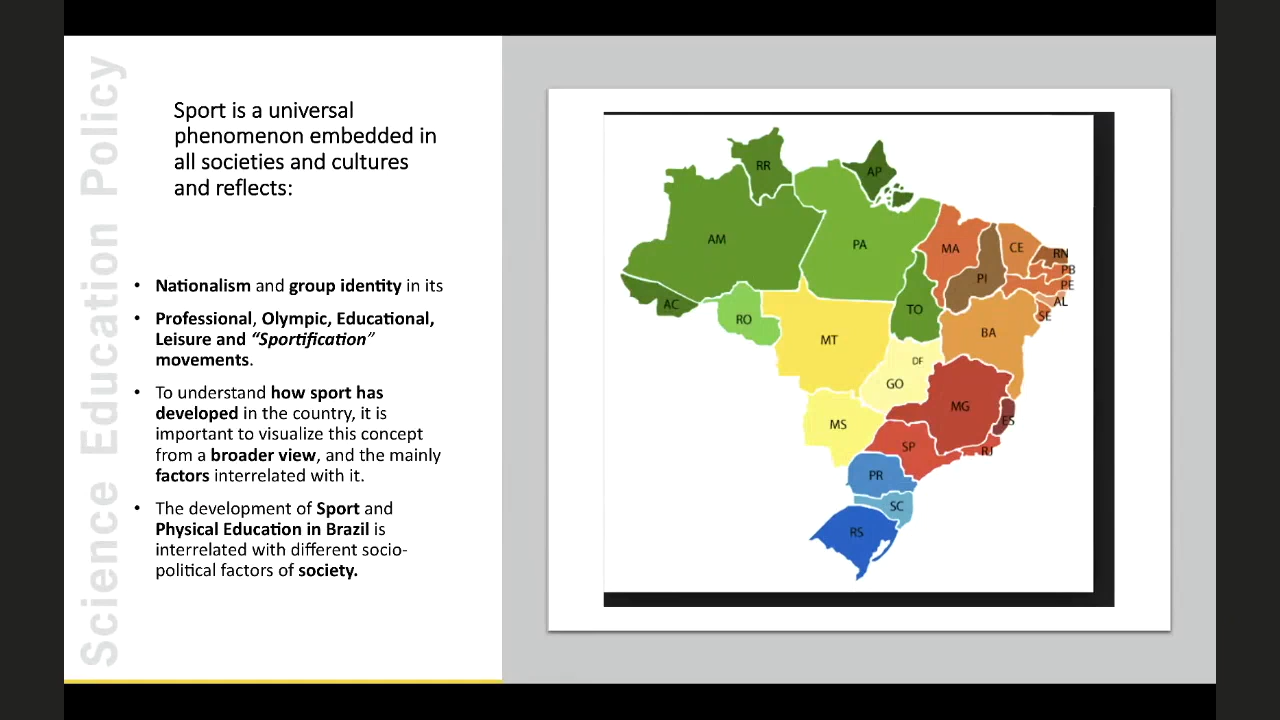 Science Education Policy
Sport is a universal
phenomenon embedded in
all societies and cultures
and reflects:
• Nationalism and group identity in its
• Professional, Olympic, Educational,
Leisure and “Sportification”
movements.
• To understand how sport has
developed in the country, it is
important to visualize this concept
from a broader view, and the mainly
factors interrelated with it.
• The development of Sport and
Physical Education in Brazil is
interrelated with different socio-
political factors of society.
RR
AP
AM
PA
MA
CE
RN
PB
PI
PE
AC
AL
TO
SE
RO
BA
MT
DF
GO
MG
MS
ES
SP
RJ
PR
SC
RS